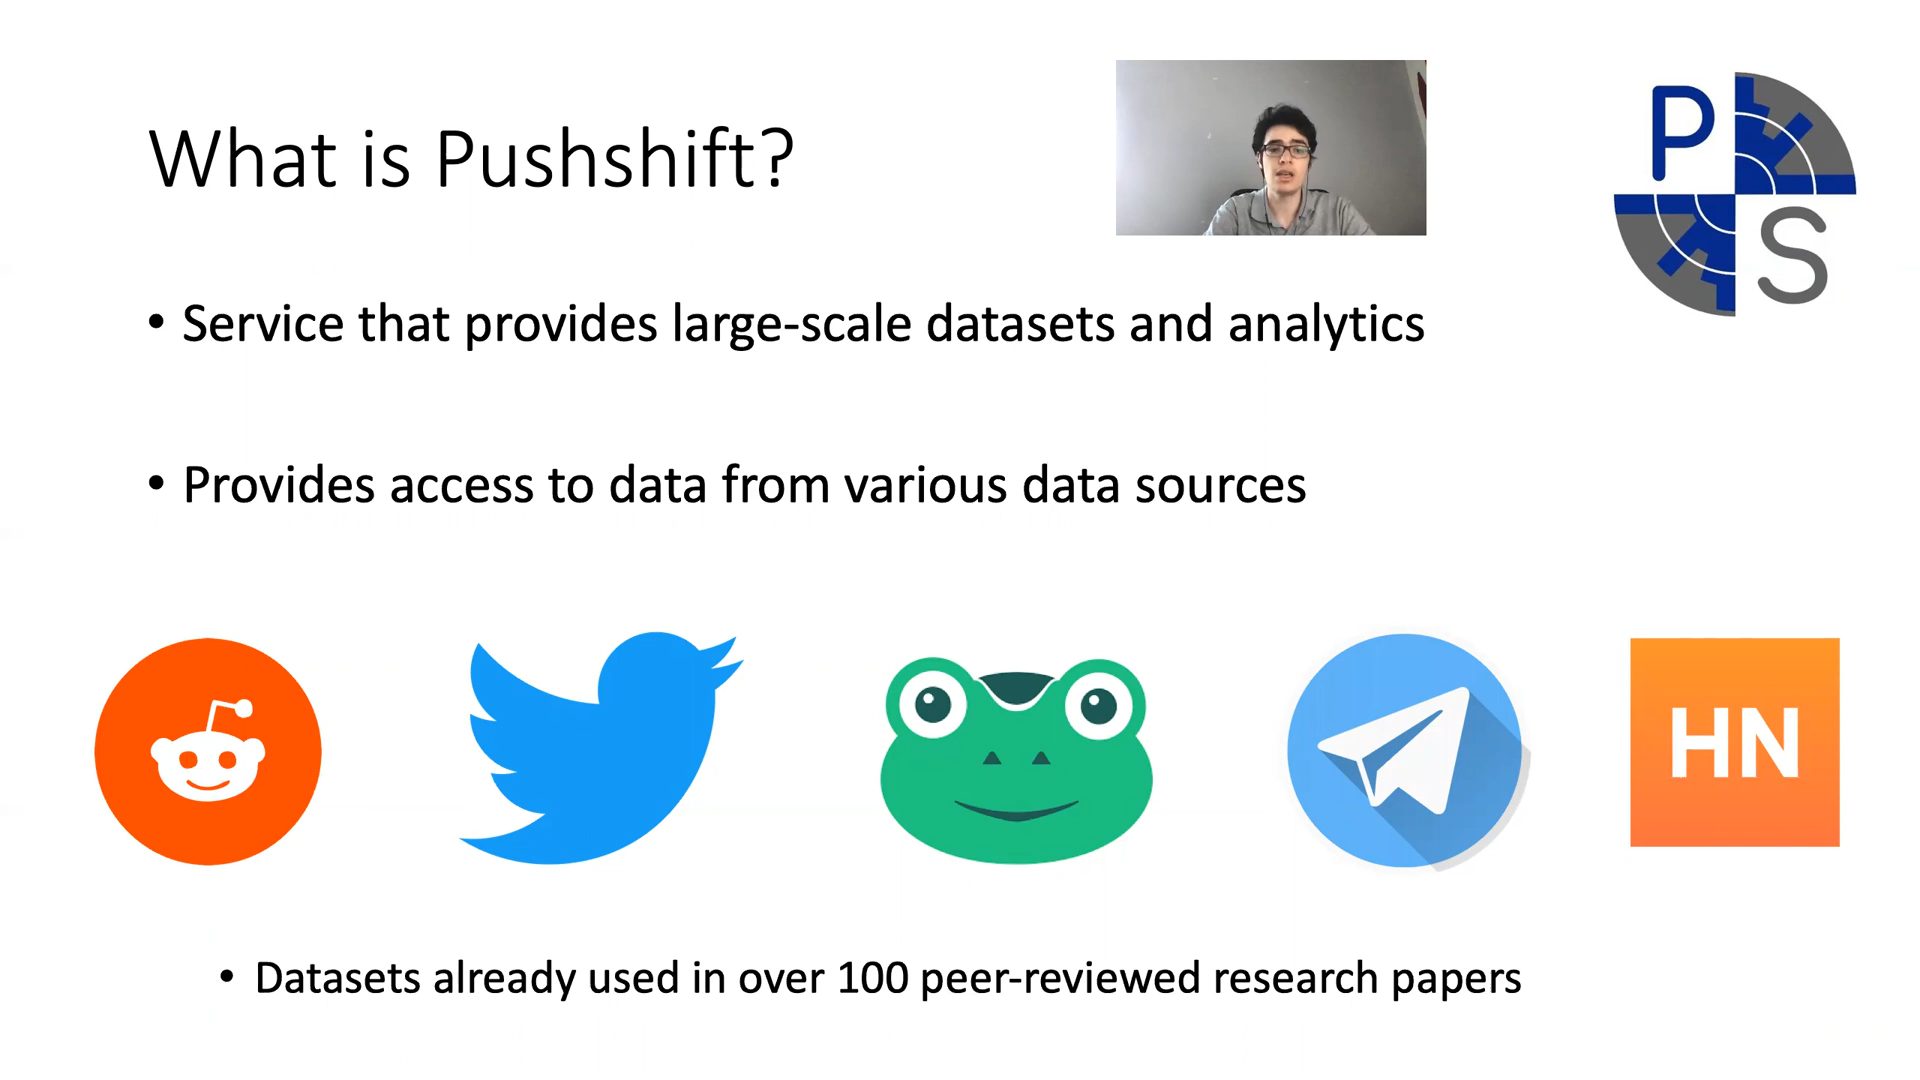 What is Pushshift?
P
S
• Service that provides large-scale datasets and analytics
• Provides access to data from various data sources
HN
• Datasets already used in over 100 peer-reviewed research papers